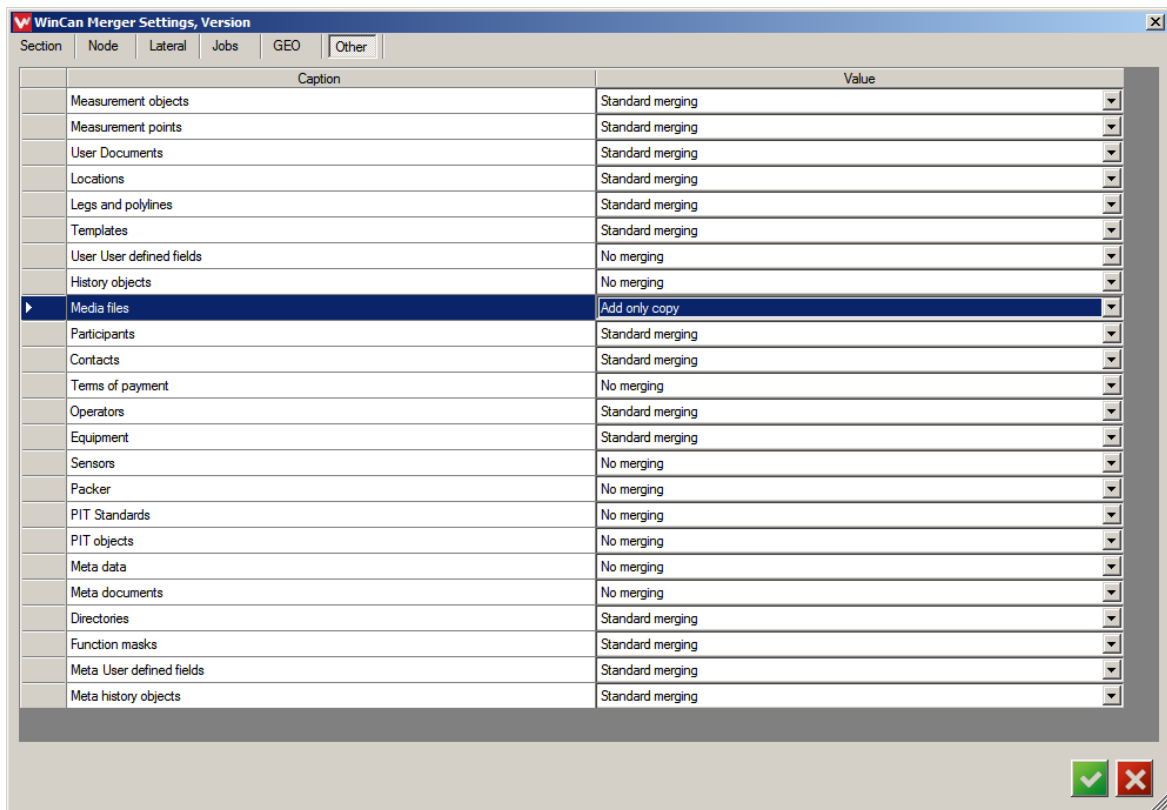 WinCan Merger Settings, Version
Section Node Lateral Jobs GEO Other
Caption Value
Measurement objects Standard merging
Measurement points Standard merging
User Documents Standard merging
Locations Standard merging
Legs and polylines Standard merging
Templates Standard merging
User User defined fields No merging
History objects No merging
Media files Add only copy
Participants Standard merging
Contacts Standard merging
Terms of payment No merging
Operators Standard merging
Equipment Standard merging
Sensors No merging
Packer No merging
PIT Standards No merging
PIT objects No merging
Meta data No merging
Meta documents No merging
Directories Standard merging
Function masks Standard merging
Meta User defined fields Standard merging
Meta history objects Standard merging